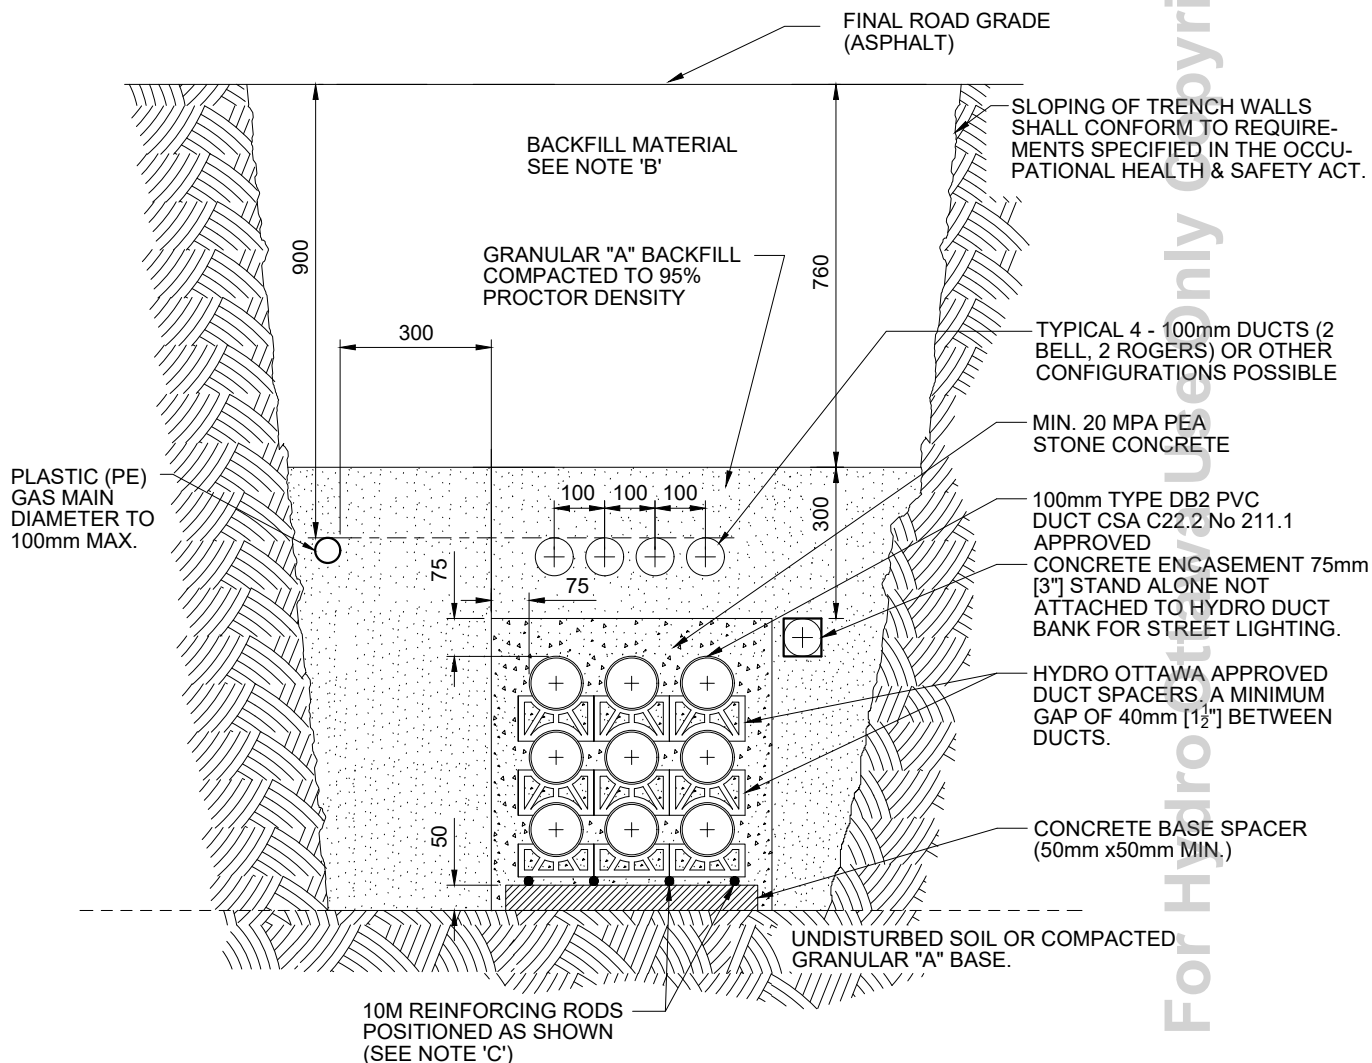 FINAL ROAD GRADE
(ASPHALT)
SLOPING OF TRENCH WALLS
SHALL CONFORM TO REQUIRE-
MENTS SPECIFIED IN THE OCCU-
PATIONAL HEALTH & SAFETY ACT.
BACKFILL MATERIAL
SEE NOTE 'B'
900
760
GRANULAR "A" BACKFILL
COMPACTED TO 95%
PROCTOR DENSITY
300
TYPICAL 4 - 100mm DUCTS (2
BELL, 2 ROGERS) OR OTHER
CONFIGURATIONS POSSIBLE
MIN. 20 MPA PEA
STONE CONCRETE
PLASTIC (PE)
GAS MAIN
DIAMETER TO
100mm MAX.
100 100 100
300
75
75
100mm TYPE DB2 PVC
DUCT CSA C22.2 No 211.1
APPROVED
CONCRETE ENCASEMENT 75mm
[3"] STAND ALONE NOT
ATTACHED TO HYDRO DUCT
BANK FOR STREET LIGHTING.
HYDRO OTTAWA APPROVED
DUCT SPACERS, A MINIMUM
GAP OF 40mm [1½"] BETWEEN
DUCTS.
50
CONCRETE BASE SPACER
(50mm x50mm MIN.)
UNDISTURBED SOIL OR COMPACTED
GRANULAR "A" BASE.
10M REINFORCING RODS
POSITIONED AS SHOWN
(SEE NOTE 'C')
For Hydro Ottawa Use Only Copyri